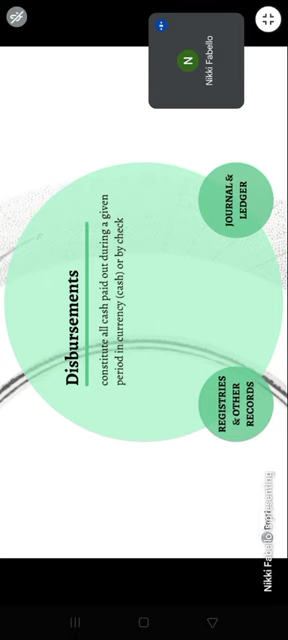 Disbursements
constitute all cash paid out during a given
period in currency (cash) or by check
REGISTRIES
& OTHER
RECORDS
JOURNAL &
LEDGER
N
Nikki Fabello
Nikki Fabello